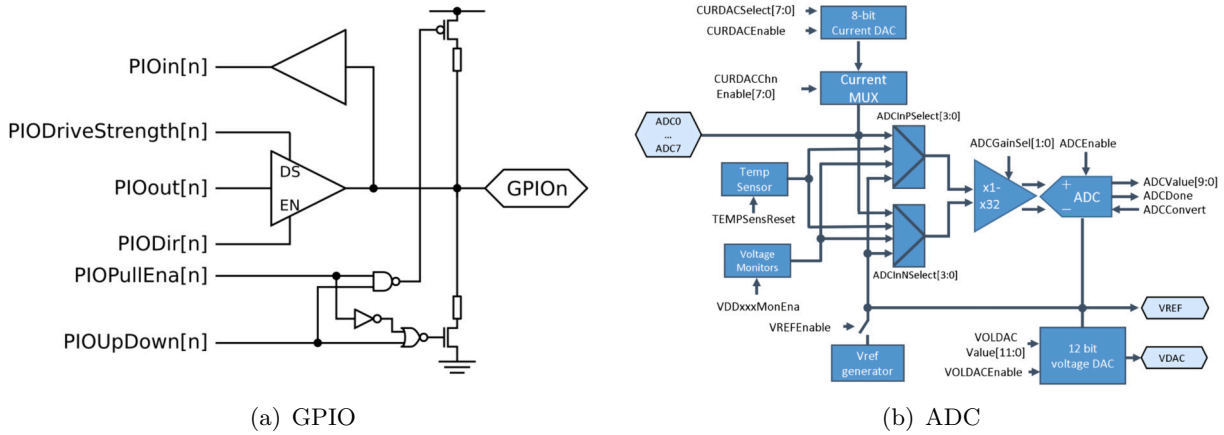 PIOin[n]
PIODriveStrength[n]
DS
PIOout[n]
GPIOn
EN
PIODir[n]
PIOPullEna[n]
PIOUpDown[n]
(a) GPIO
CURDACSelect[7:0]
CURDACEnable
8-bit
Current DAC
CURDACChn
Enable[7:0]
Current
MUX
ADC0
...
ADC7
ADCInPSelect[3:0]
ADCGainSel[1:0]
ADCEnable
Temp
Sensor
TEMPSensReset
x1-
x32
+
ADC
−
ADCValue[9:0]
ADCDone
ADCConvert
Voltage
Monitors
ADCInNSelect[3:0]
VDDxxxMonEna
VREFEnable
VREF
Vref
generator
VOLDAC
Value[11:0]
VOLDACEnable
12 bit
voltage DAC
VDAC
(b) ADC